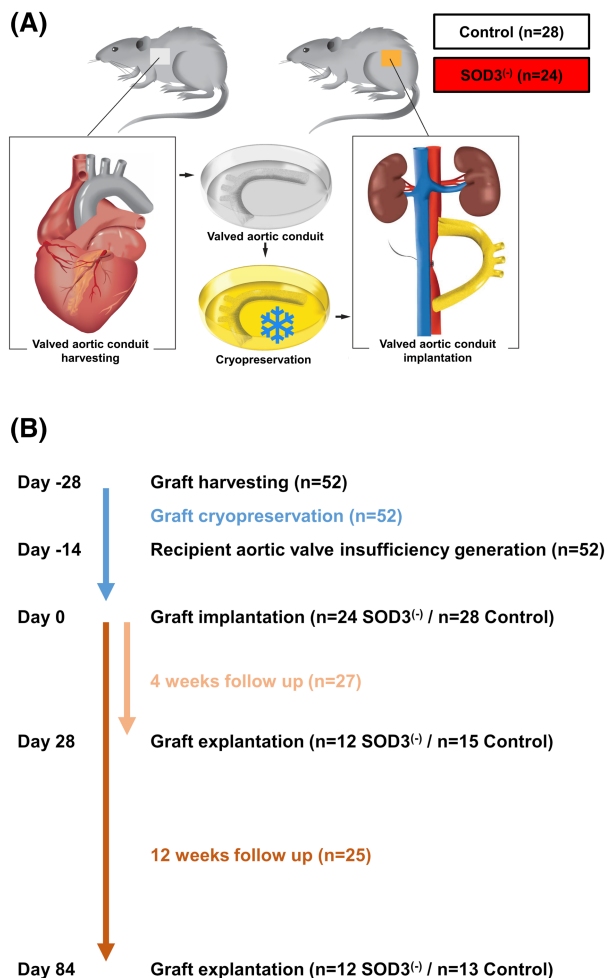 (A)
Control (n=28)
SOD3(-) (n=24)
Valved aortic conduit
harvesting
Valved aortic conduit
Cryopreservation
Valved aortic conduit
implantation
(B)
Day -28 Graft harvesting (n=52)
Graft cryopreservation (n=52)
Day -14 Recipient aortic valve insufficiency generation (n=52)
Day 0 Graft implantation (n=24 SOD3(-) / n=28 Control)
4 weeks follow up (n=27)
Day 28 Graft explantation (n=12 SOD3(-) / n=15 Control)
12 weeks follow up (n=25)
Day 84 Graft explantation (n=12 SOD3(-) / n=13 Control)